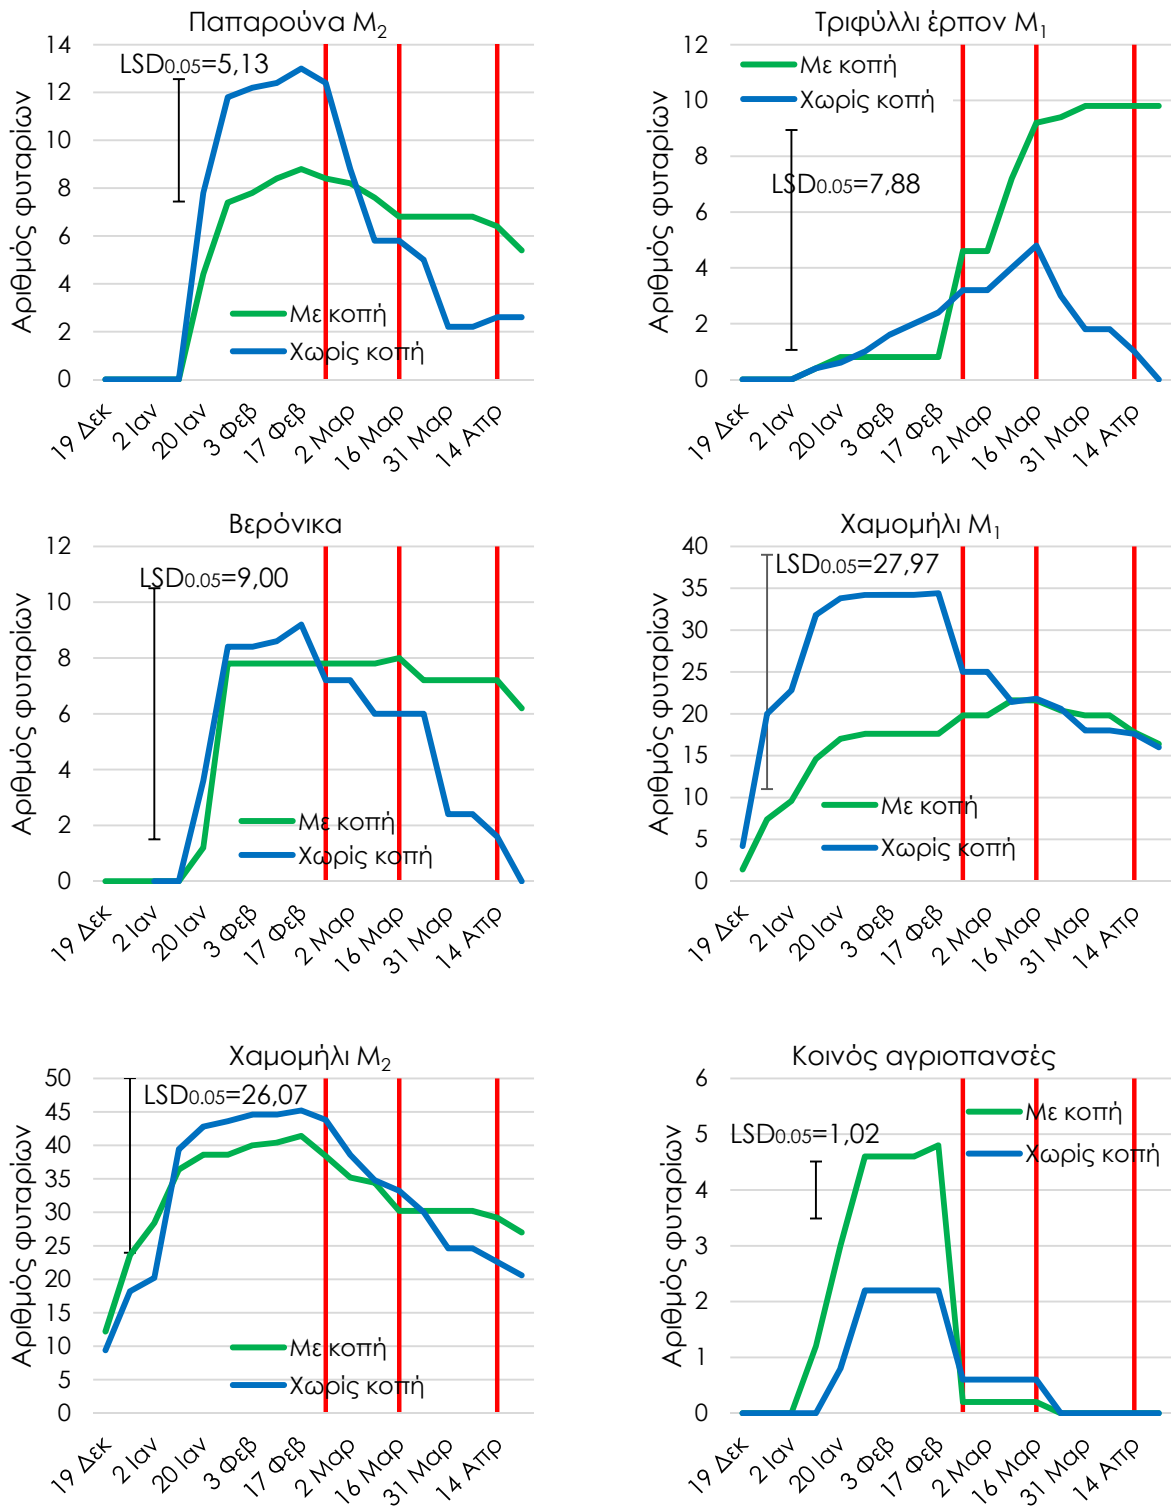 Παπαρούνα Μ2
14
12
10
8
6
4
2
0
Αριθμός φυταρίων
LSD0.05=5,13
Με κοπή
Χωρίς κοπή
19 Δεκ
2 Ιαν
20 Ιαν
3 Φεβ
17 Φεβ
2 Μαρ
16 Μαρ
31 Μαρ
14 Απρ
Τριφύλλι έρπον Μ1
12
10
8
6
4
2
0
Αριθμός φυταρίων
Με κοπή
Χωρίς κοπή
LSD0.05=7,88
19 Δεκ
2 Ιαν
20 Ιαν
3 Φεβ
17 Φεβ
2 Μαρ
16 Μαρ
31 Μαρ
14 Απρ
Βερόνικα
12
10
8
6
4
2
0
Αριθμός φυταρίων
LSD0.05=9,00
Με κοπή
Χωρίς κοπή
19 Δεκ
2 Ιαν
20 Ιαν
3 Φεβ
17 Φεβ
2 Μαρ
16 Μαρ
31 Μαρ
14 Απρ
Χαμομήλι Μ1
40
35
30
25
20
15
10
5
0
Αριθμός φυταρίων
LSD0.05=27,97
Με κοπή
Χωρίς κοπή
19 Δεκ
2 Ιαν
20 Ιαν
3 Φεβ
17 Φεβ
2 Μαρ
16 Μαρ
31 Μαρ
14 Απρ
Χαμομήλι Μ2
50
45
40
35
30
25
20
15
10
5
0
Αριθμός φυταρίων
LSD0.05=26,07
Με κοπή
Χωρίς κοπή
19 Δεκ
2 Ιαν
20 Ιαν
3 Φεβ
17 Φεβ
2 Μαρ
16 Μαρ
31 Μαρ
14 Απρ
Κοινός αγριοπανσές
6
5
4
3
2
1
0
Αριθμός φυταρίων
Με κοπή
Χωρίς κοπή
LSD0.05=1,02
19 Δεκ
2 Ιαν
20 Ιαν
3 Φεβ
17 Φεβ
2 Μαρ
16 Μαρ
31 Μαρ
14 Απρ